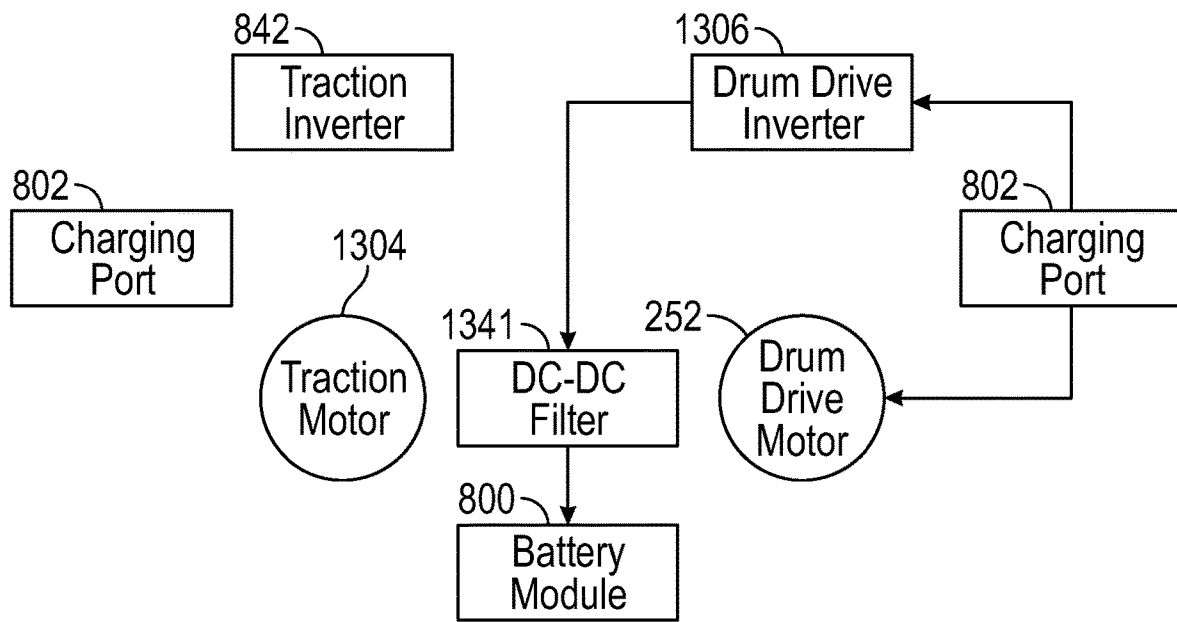 842
Traction
Inverter
1306
Drum Drive
Inverter
802
Charging
Port
802
Charging
Port
1304
Traction
Motor
1341
DC-DC
Filter
252
Drum
Drive
Motor
800
Battery
Module